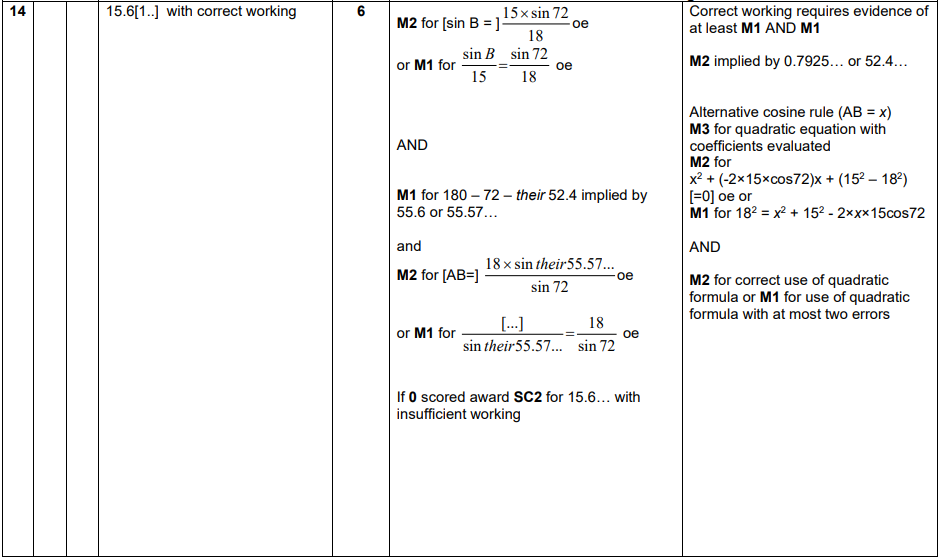 14
15.6[1..]  with correct working
6
M2 for [sin B = ] 15 × sin 72 / 18 oe
or M1 for sin B / 15 = sin 72 / 18 oe
AND
M1 for 180 – 72 – their 52.4 implied by
55.6 or 55.57…
and
M2 for [AB=] 18 × sin their55.57... / sin 72 oe
or M1 for [...] / sin their55.57... = 18 / sin 72 oe
If 0 scored award SC2 for 15.6… with
insufficient working
Correct working requires evidence of
at least M1 AND M1
M2 implied by 0.7925… or 52.4…
Alternative cosine rule (AB = x)
M3 for quadratic equation with
coefficients evaluated
M2 for
x² + (-2×15×cos72)x + (15² – 18²)
[=0] oe or
M1 for 18² = x² + 15² - 2×x×15cos72
AND
M2 for correct use of quadratic
formula or M1 for use of quadratic
formula with at most two errors